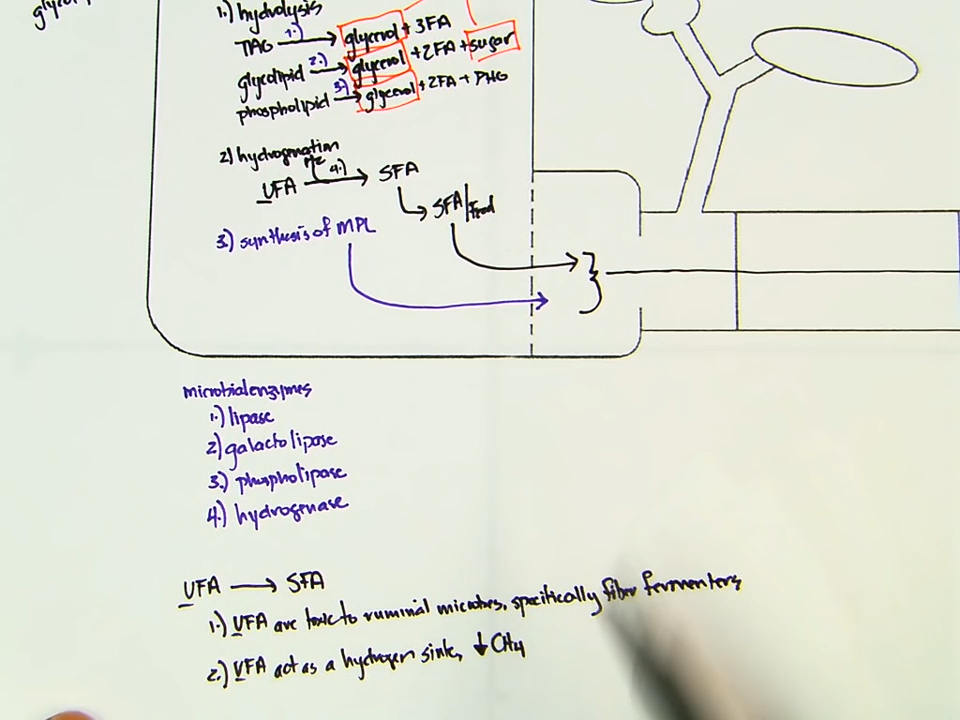 1.) hydrolysis
TAG 1.) → glycerol + 3FA
glycolipid 2.) → glycerol + 2FA + sugar
phospholipid 3.) → glycerol + 2FA + PHG
2) hydrogenation
UFA 4.) → SFA
SFA/Feed
3.) synthesis of MPL
microbial enzymes
1.) lipase
2) galactolipase
3.) phospholipase
4.) hydrogenase
UFA → SFA
1.) UFA are toxic to ruminal microbes, specifically fiber fermenters
2.) UFA act as a hydrogen sink, ↓ CH4